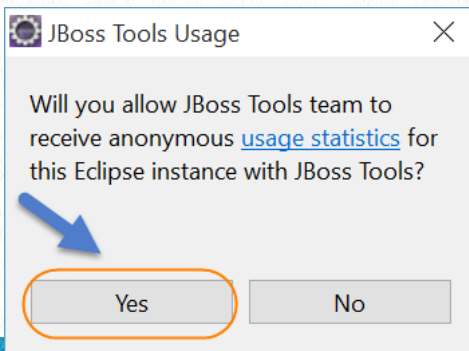 JBoss Tools Usage
Will you allow JBoss Tools team to
receive anonymous usage statistics for
this Eclipse instance with JBoss Tools?
Yes
No